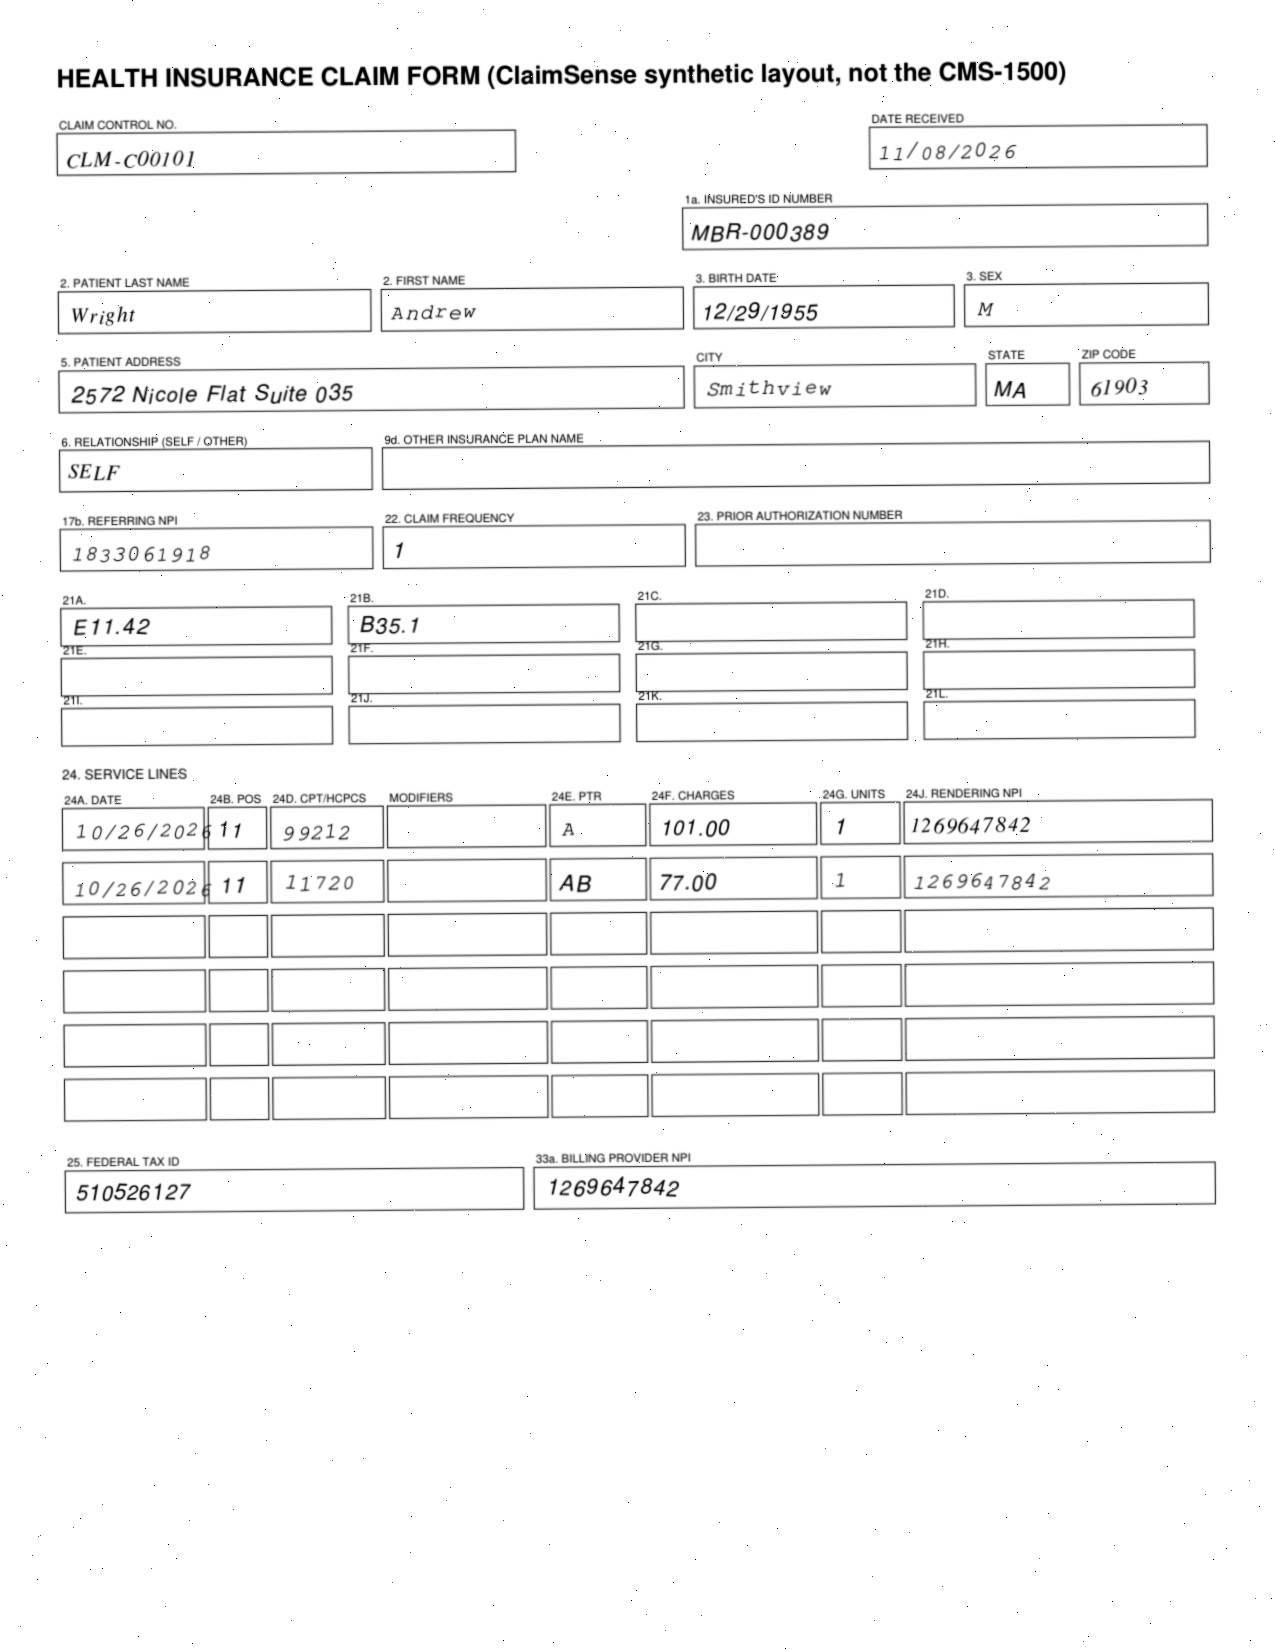 HEALTH INSURANCE CLAIM FORM (ClaimSense synthetic layout, not the CMS-1500)
CLAIM CONTROL NO. DATE RECEIVED
CLM-C00101 11/08/2026
1a. INSURED'S ID NUMBER
MBR-000389
2. PATIENT LAST NAME 2. FIRST NAME 3. BIRTH DATE 3. SEX
Wright Andrew 12/29/1955 M
5. PATIENT ADDRESS CITY STATE ZIP CODE
2572 Nicole Flat Suite 035 Smithview MA 61903
6. RELATIONSHIP (SELF / OTHER) 9d. OTHER INSURANCE PLAN NAME
SELF
17b. REFERRING NPI 22. CLAIM FREQUENCY 23. PRIOR AUTHORIZATION NUMBER
1833061918 1
21A. 21B. 21C. 21D.
E11.42 B35.1
21E. 21F. 21G. 21H.
21I. 21J. 21K. 21L.
24. SERVICE LINES
24A. DATE 24B. POS 24D. CPT/HCPCS MODIFIERS 24E. PTR 24F. CHARGES 24G. UNITS 24J. RENDERING NPI
10/26/2026 11 99212 A 101.00 1 1269647842
10/26/2026 11 11720 AB 77.00 1 1269647842
25. FEDERAL TAX ID 33a. BILLING PROVIDER NPI
510526127 1269647842